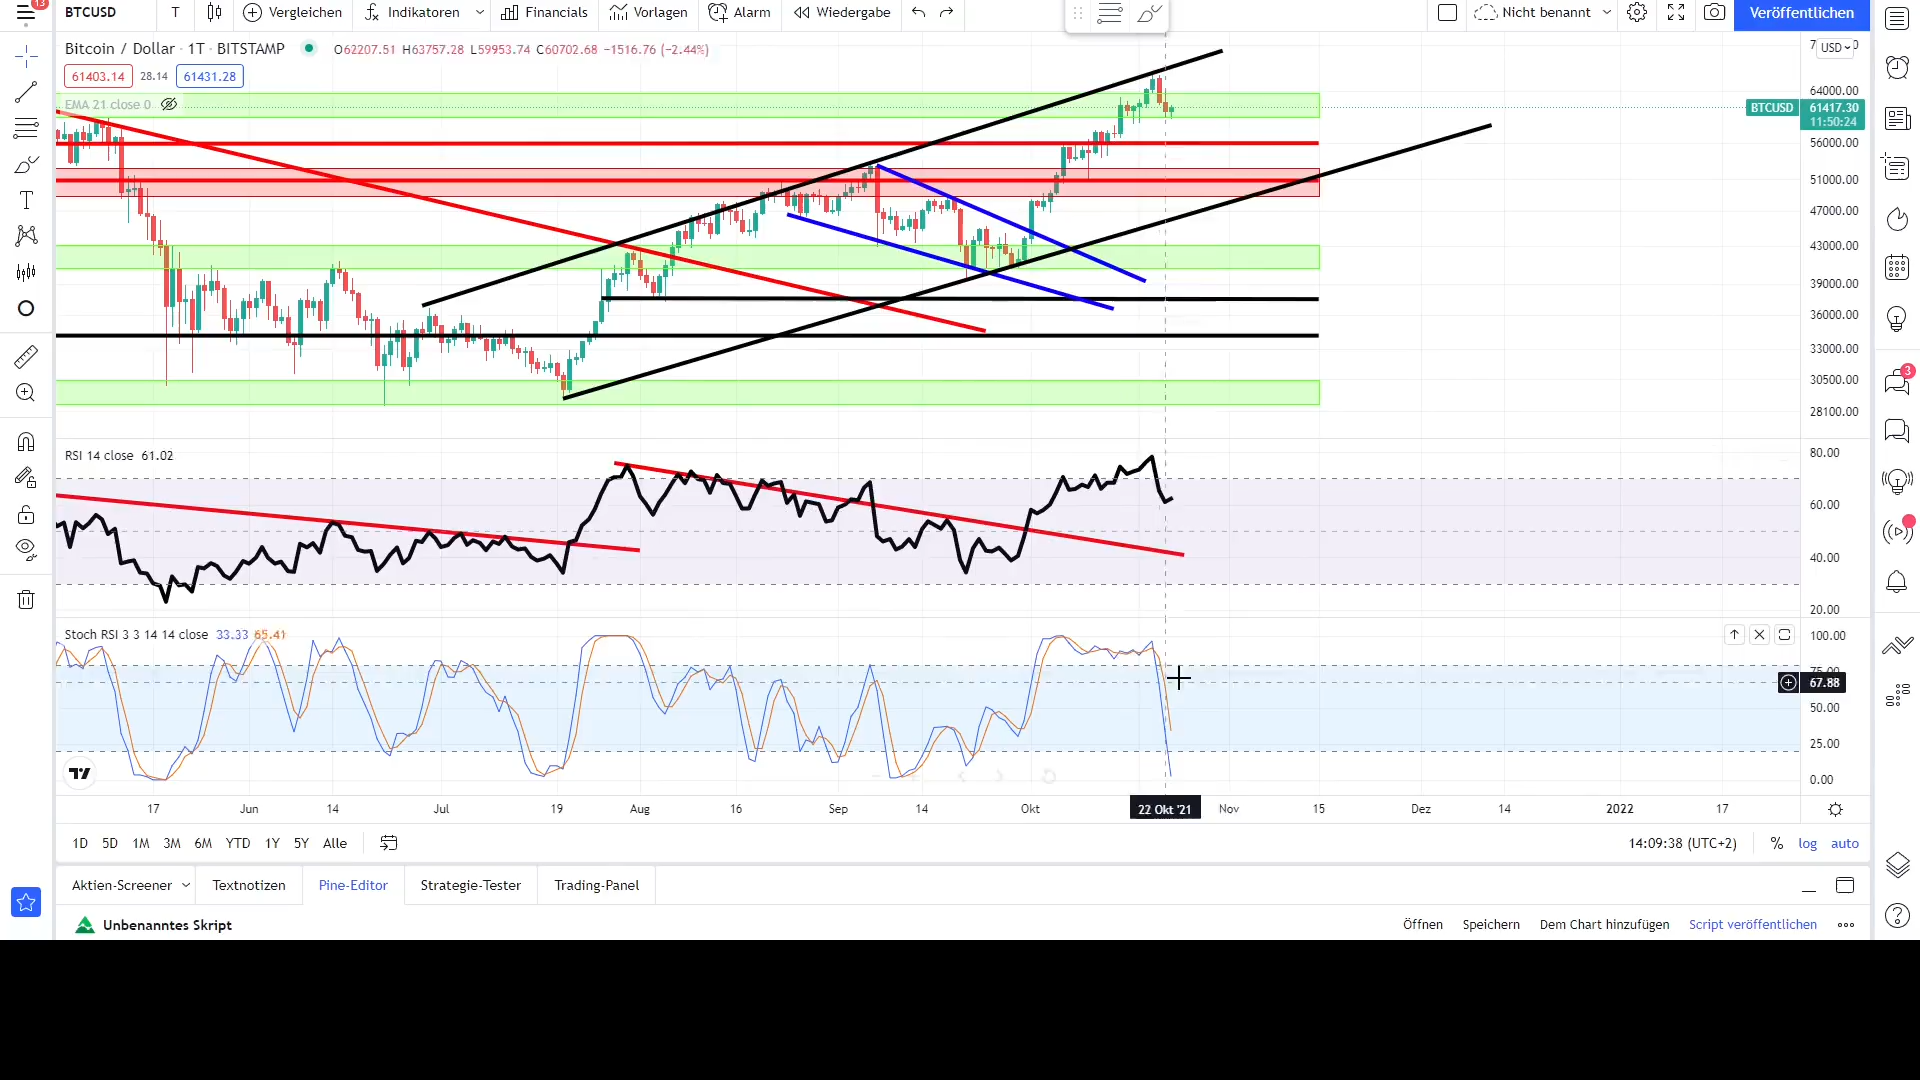 13
BTCUSD T Vergleichen Indikatoren Financials Vorlagen Alarm Wiedergabe Nicht benannt Veröffentlichen
Bitcoin / Dollar · 1T · BITSTAMP O62207.51 H63757.28 L59953.74 C60702.68 −1516.76 (−2.44%)
USD
61403.14 28.14 61431.28
EMA 21 close 0
64000.00
BTCUSD 61417.30
11:50:24
56000.00
51000.00
47000.00
43000.00
39000.00
36000.00
33000.00
30500.00
28100.00
3
RSI 14 close 61.02
80.00
60.00
40.00
20.00
Stoch RSI 3 3 14 14 close 33.33 65.41
100.00
75.00
67.88
50.00
25.00
0.00
17 Jun 14 Jul 19 Aug 16 Sep 14 Okt 22 Okt '21 Nov 15 Dez 14 2022 17
1D 5D 1M 3M 6M YTD 1Y 5Y Alle 14:09:38 (UTC+2) % log auto
Aktien-Screener Textnotizen Pine-Editor Strategie-Tester Trading-Panel
Unbenanntes Skript Öffnen Speichern Dem Chart hinzufügen Script veröffentlichen